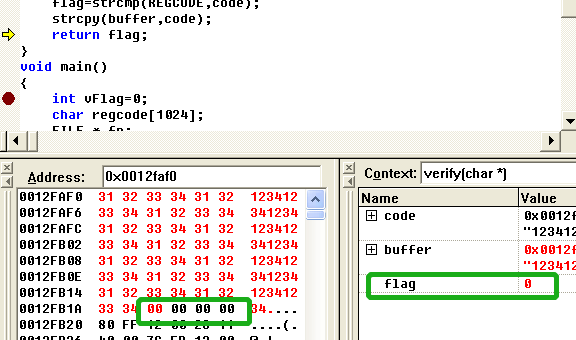 flag=strcmp(REGCODE,code);
strcpy(buffer,code);
return flag;
}
void main()
{
int vFlag=0;
char regcode[1024];
FILE * fp;
Address: 0x0012faf0
0012FAF0 31 32 33 34 31 32 123412
0012FAF6 33 34 31 32 33 34 341234
0012FAFC 31 32 33 34 31 32 123412
0012FB02 33 34 31 32 33 34 341234
0012FB08 31 32 33 34 31 32 123412
0012FB0E 33 34 31 32 33 34 341234
0012FB14 31 32 33 34 31 32 123412
0012FB1A 33 34 00 00 00 00 34....
0012FB20 80 FF 12 00 ....(.
0012FB26
Context: verify(char *)
Name Value
code 0x0012f
"123412
buffer 0x0012f
"123412
flag 0